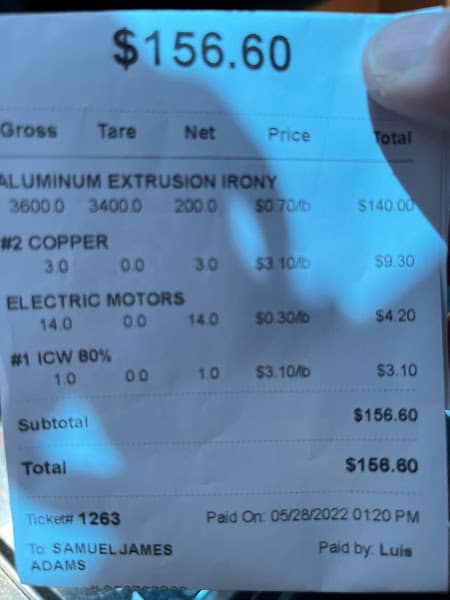 $156.60
Gross Tare Net Price Total
ALUMINUM EXTRUSION IRONY
3600.0 3400.0 200.0 $0.70/lb $140.00
#2 COPPER
3.0 0.0 3.0 $3.10/lb $9.30
ELECTRIC MOTORS
14.0 0.0 14.0 $0.30/lb $4.20
#1 ICW 80%
1.0 0.0 1.0 $3.10/lb $3.10
Subtotal $156.60
Total $156.60
Ticket# 1263 Paid On: 05/28/2022 01:20 PM
To: SAMUEL JAMES Paid by: Luis
ADAMS